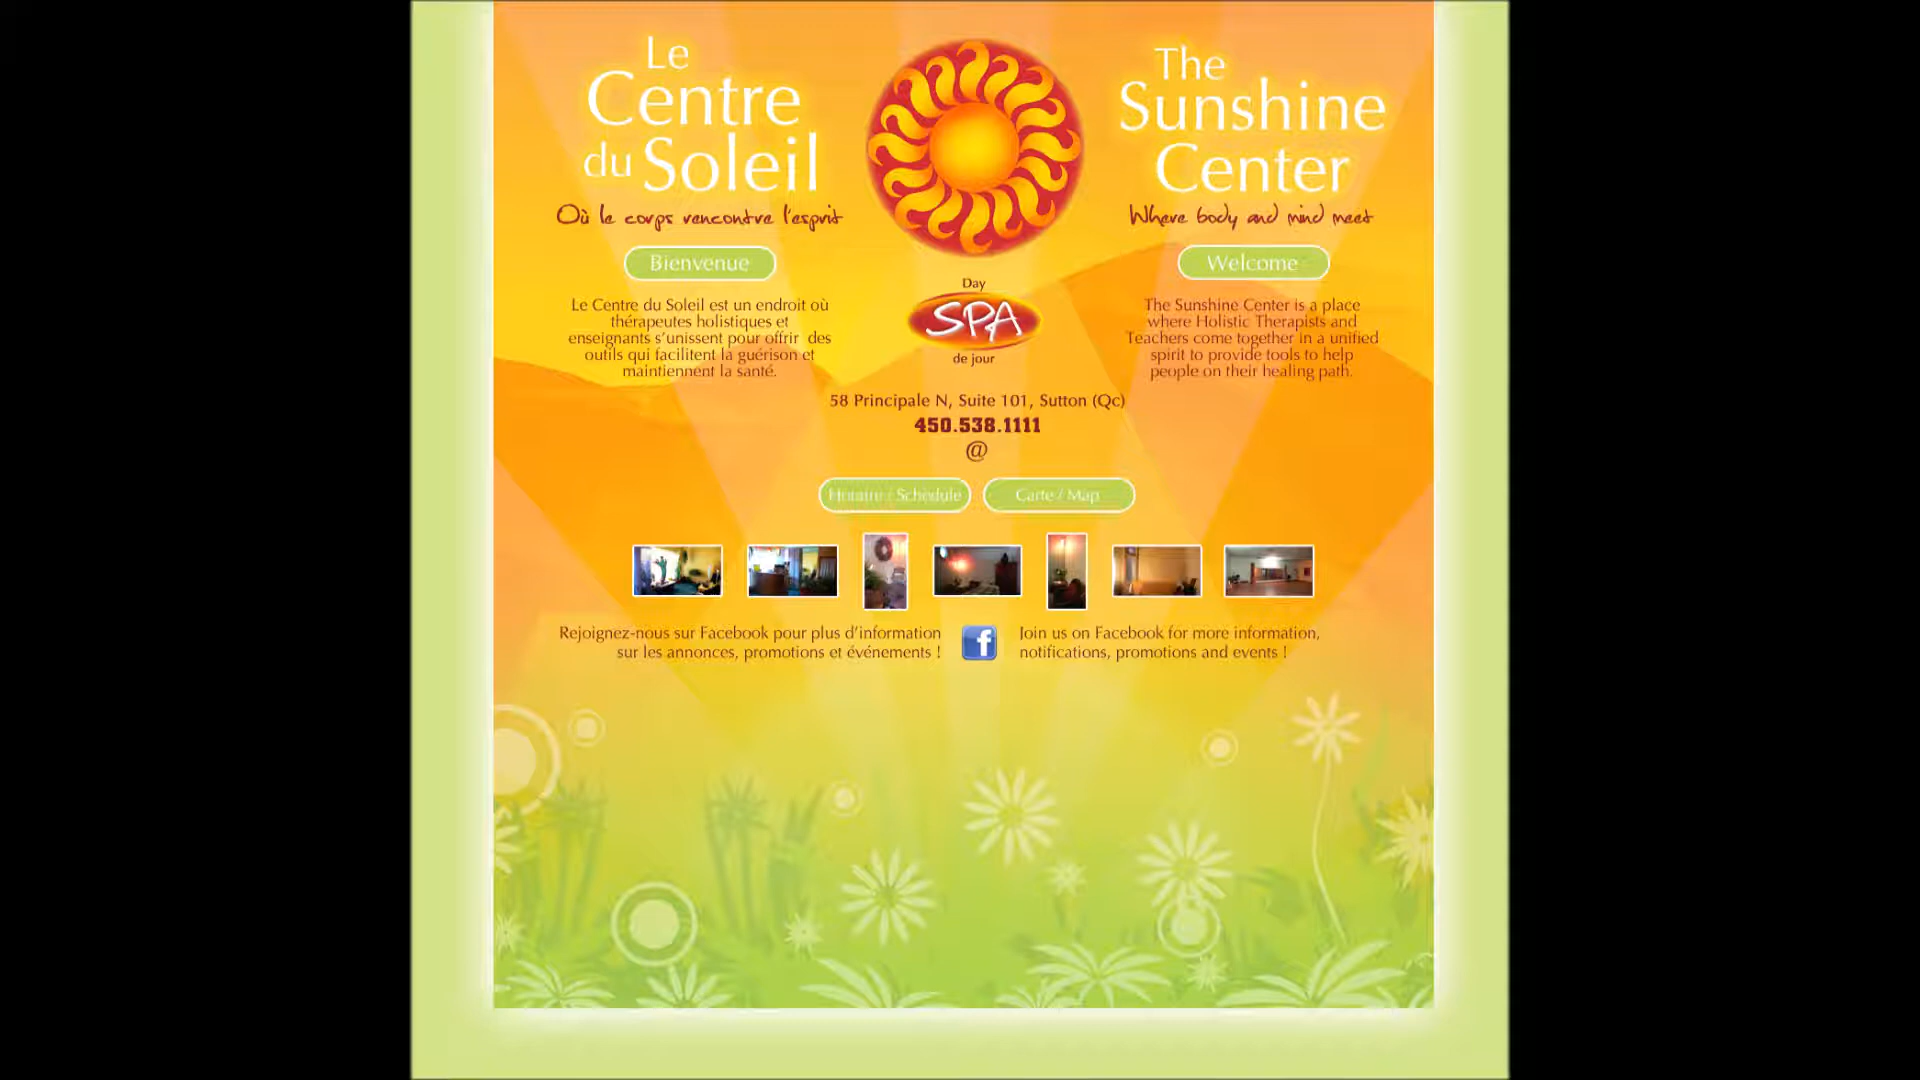 Le
Centre
du Soleil
Où le corps rencontre l'esprit
Bienvenue
Le Centre du Soleil est un endroit où
thérapeutes holistiques et
enseignants s'unissent pour offrir des
outils qui facilitent la guérison et
maintiennent la santé.
The
Sunshine
Center
Where body and mind meet
Welcome
The Sunshine Center is a place
where Holistic Therapists and
Teachers come together in a unified
spirit to provide tools to help
people on their healing path.
Day
SPA
de jour
58 Principale N, Suite 101, Sutton (Qc)
450.538.1111
@
Horaire / Schedule
Carte / Map
Rejoignez-nous sur Facebook pour plus d'information
sur les annonces, promotions et événements !
f
Join us on Facebook for more information,
notifications, promotions and events !